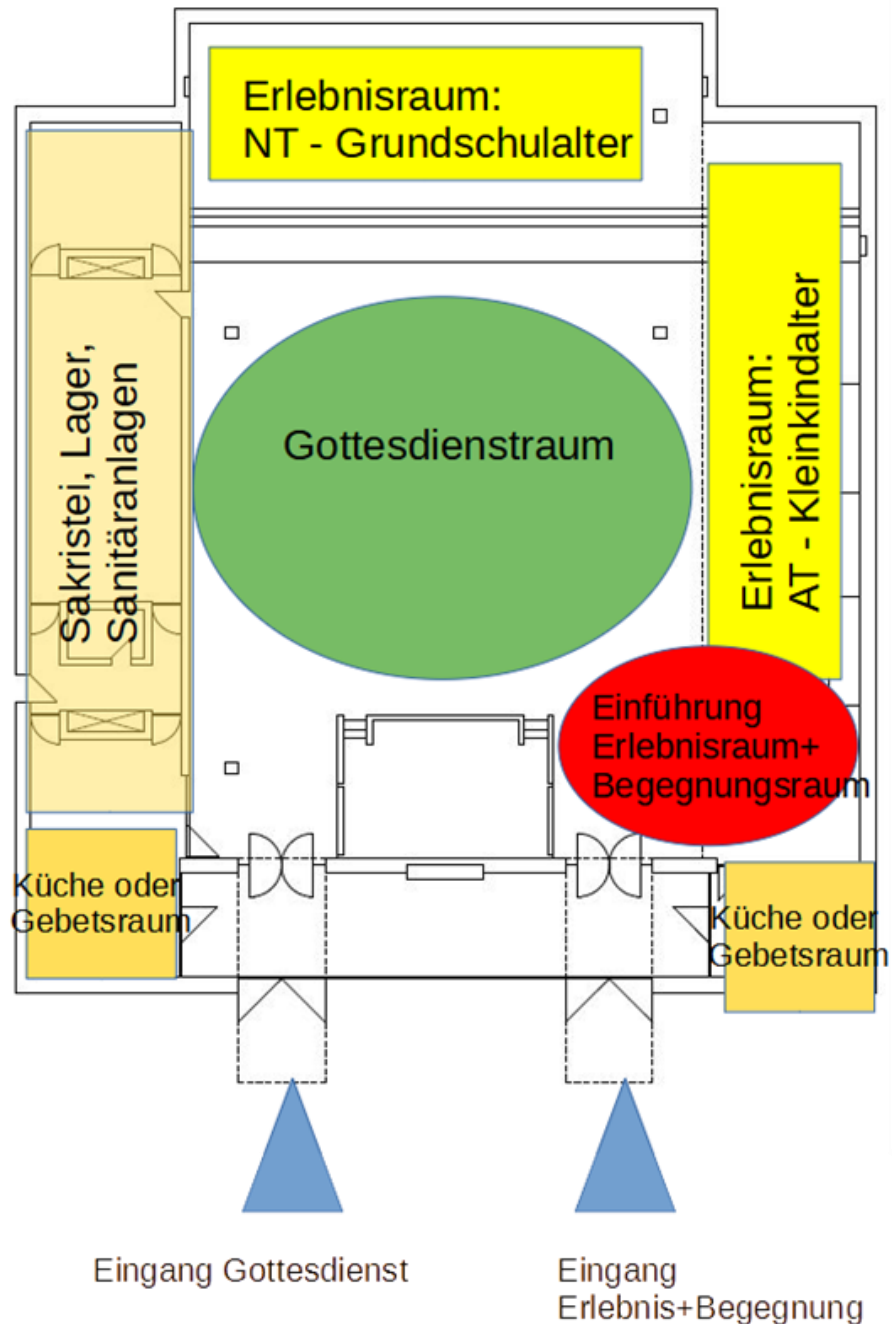 Erlebnisraum:
NT - Grundschulalter
Erlebnisraum:
AT - Kleinkindalter
Sakristei, Lager,
Sanitäranlagen
Gottesdienstraum
Einführung
Erlebnisraum+
Begegnungsraum
Küche oder
Gebetsraum
Küche oder
Gebetsraum
Eingang Gottesdienst
Eingang
Erlebnis+Begegnung